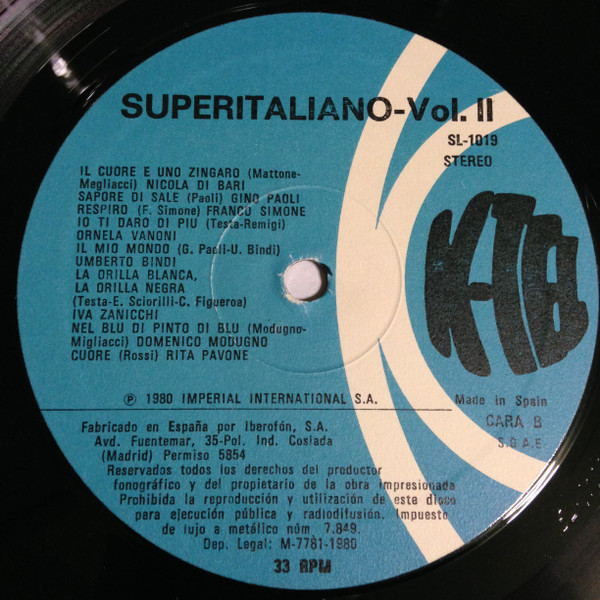 SUPERITALIANO-Vol. II
SL-1019
STEREO
IL CUORE E UNO ZINGARO (Mattone-
Megliacci) NICOLA DI BARI
SAPORE DI SALE (Paoli) GINO PAOLI
RESPIRO (F. Simone) FRANCO SIMONE
IO TI DARO DI PIU (Testa-Remigi)
ORNELA VANONI
IL MIO MONDO (G. Paoli-U. Bindi)
UMBERTO BINDI
LA ORILLA BLANCA,
LA ORILLA NEGRA
(Testa-E. Sciorilli-C. Figueroa)
IVA ZANICCHI
NEL BLU DI PINTO DI BLU (Modugno-
Migliacci) DOMENICO MODUGNO
CUORE (Rossi) RITA PAVONE
KTB
Ⓟ 1980 IMPERIAL INTERNATIONAL S.A.
Made in Spain
CARA B
S.G.A.E.
Fabricado en España por Iberofón, S.A.
Avd. Fuentemar, 35-Pol. Ind. Coslada
(Madrid) Permiso 5854
Reservados todos los derechos del productor
fonográfico y del propietario de la obra impresionada
Prohibida la reproducción y utilización de este disco
para ejecución pública y radiodifusión. Impuesto
de lujo a metálico núm 7.849.
Dep. Legal: M-7781-1980
33 RPM